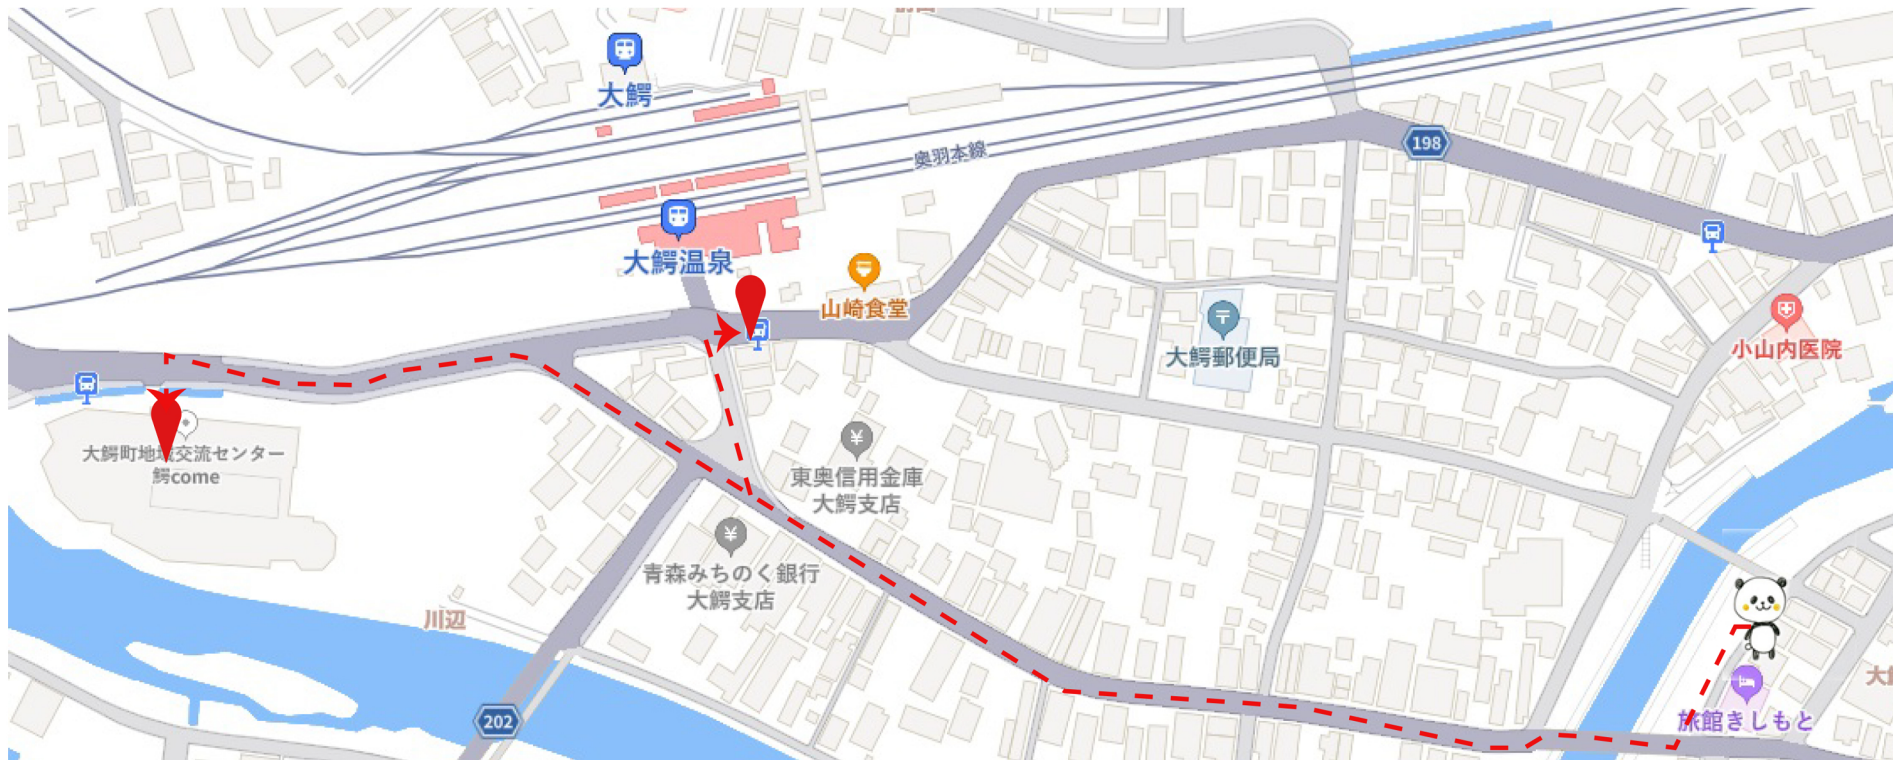 大鰐
198
奥羽本線
大鰐温泉
山崎食堂
大鰐郵便局
小山内医院
大鰐町地域交流センター
鰐come
東奥信用金庫
大鰐支店
青森みちのく銀行
大鰐支店
川辺
202
旅館きしもと